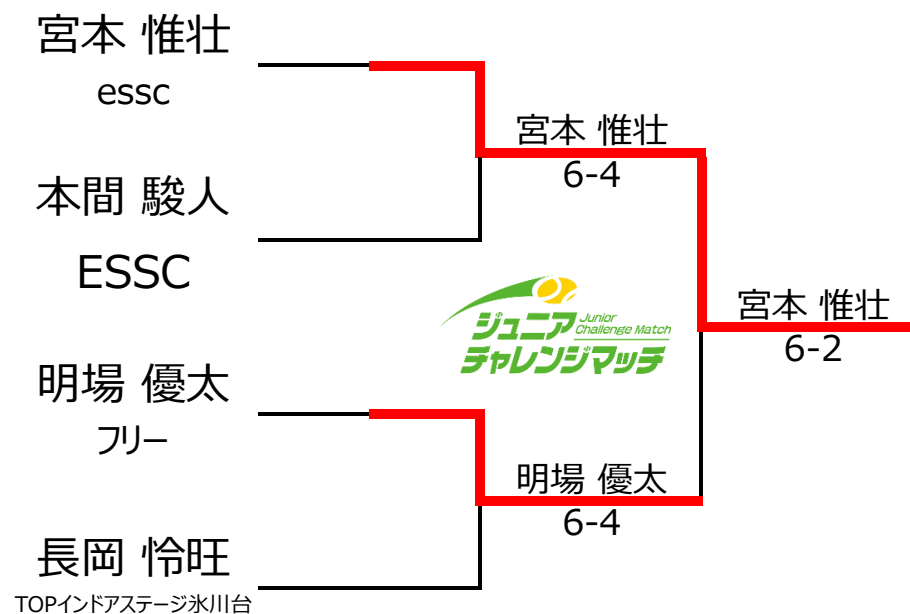 宮本 惟壮
essc
本間 駿人
ESSC
明場 優太
フリー
長岡 怜旺
TOPインドアステージ氷川台
宮本 惟壮
6-4
ジュニア Junior
チャレンジマッチ Challenge Match
明場 優太
6-4
宮本 惟壮
6-2